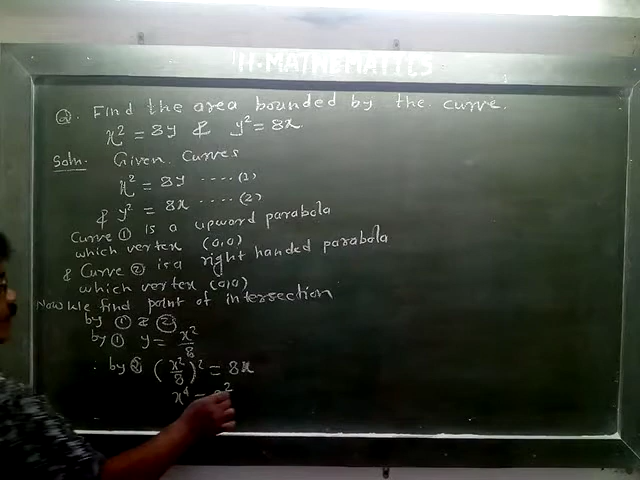 H-MATHEMATICS
Q. Find the area bounded by the curve.
x² = 8y & y² = 8x.
Soln. Given Curves
x² = 8y ....(1)
& y² = 8x ....(2)
Curve ① is a upward parabola
which vertex (0,0)
& Curve ② is a right handed parabola
which vertex (0,0)
Now We find point of intersection
by ① & ②
by ① y = x²/8
by ② (x²/8)² = 8x
x⁴ =